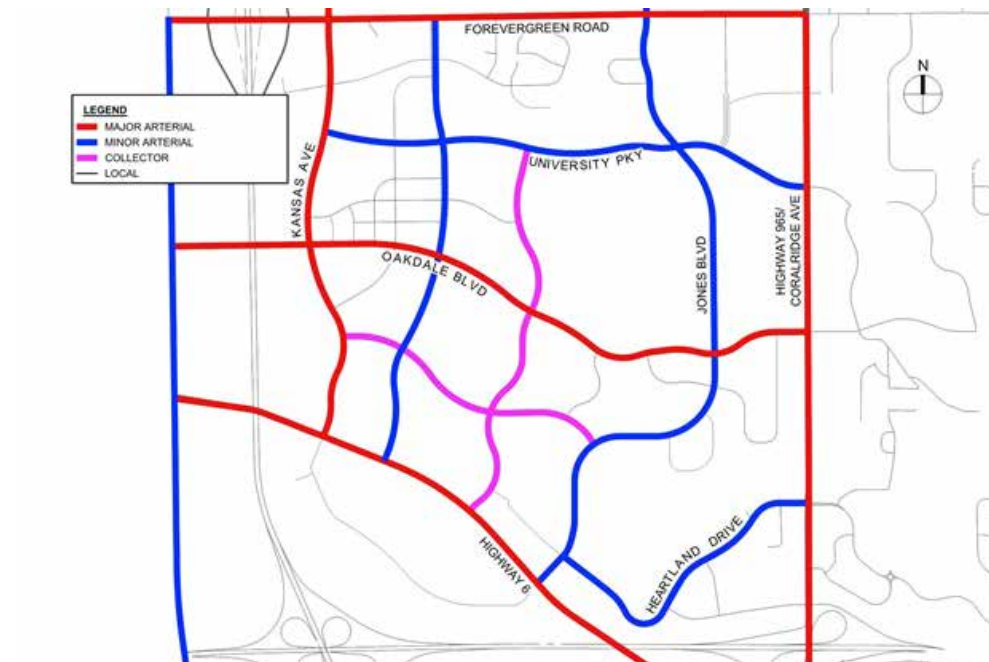 FOREVERGREEN ROAD
N
LEGEND
MAJOR ARTERIAL
MINOR ARTERIAL
COLLECTOR
LOCAL
KANSAS AVE
UNIVERSITY PKY
OAKDALE BLVD
JONES BLVD
HIGHWAY 965/
CORALRIDGE AVE
HIGHWAY 6
HEARTLAND DRIVE